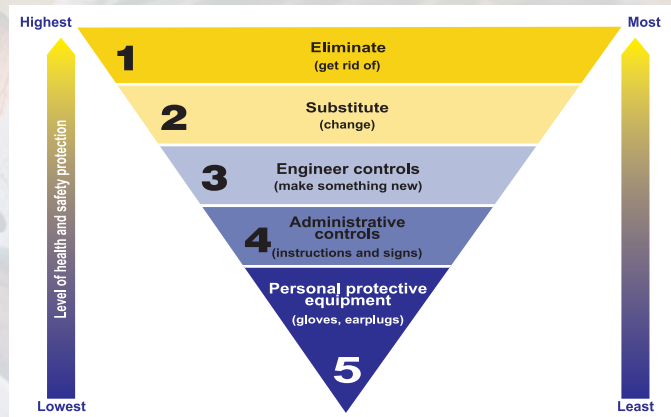 Highest
Most
1
Eliminate
(get rid of)
2
Substitute
(change)
3
Engineer controls
(make something new)
4
Administrative
controls
(instructions and signs)
Personal protective
equipment
(gloves, earplugs)
5
Level of health and safety protection
Lowest
Least